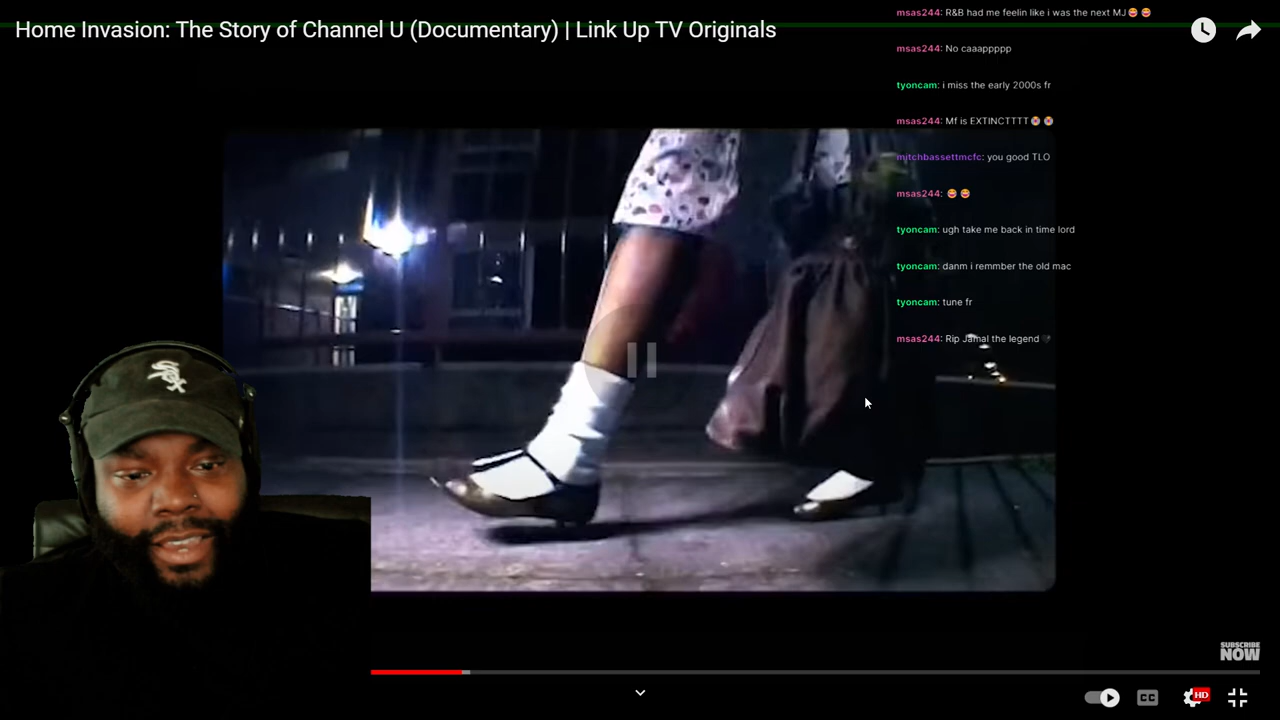 Home Invasion: The Story of Channel U (Documentary) | Link Up TV Originals
msas244: R&B had me feelin like i was the next MJ
msas244: No caaappppp
tyoncam: i miss the early 2000s fr
msas244: Mf is EXTINCTTTT
mitchbassettmcfc: you good TLO
msas244:
tyoncam: ugh take me back in time lord
tyoncam: danm i remmber the old mac
tyoncam: tune fr
msas244: Rip Jamal the legend
SOX
SUBSCRIBE
NOW
CC
HD